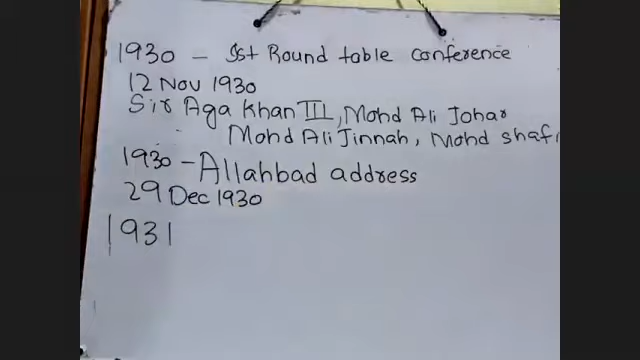 1930 - Ist Round table conference
12 Nov 1930
Sir Aga Khan III, Mohd Ali Johar
Mohd Ali Jinnah, Mohd shafi
1930 - Allahbad address
29 Dec 1930
1931